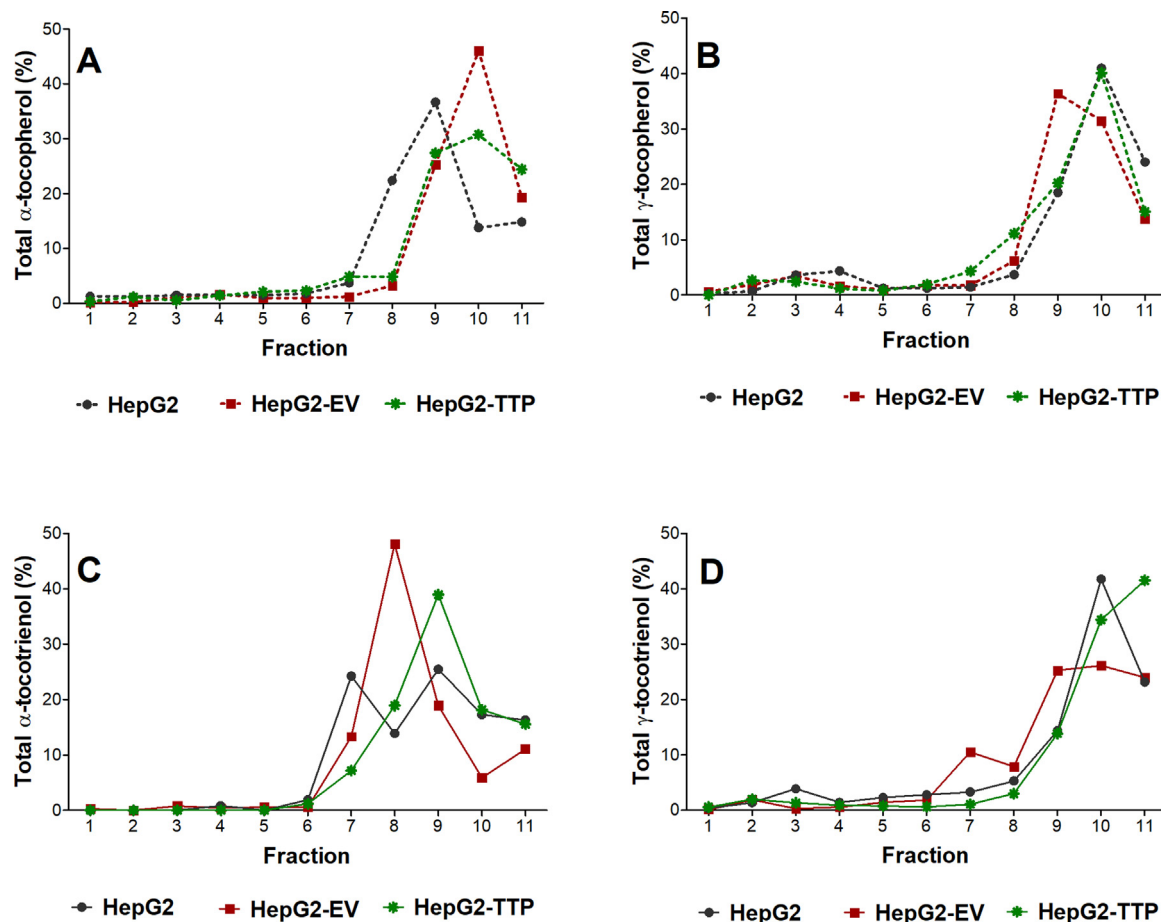 A
Total α-tocopherol (%)
50
40
30
20
10
0
1 2 3 4 5 6 7 8 9 10 11
Fraction
HepG2 HepG2-EV HepG2-TTP
B
Total γ-tocopherol (%)
50
40
30
20
10
0
1 2 3 4 5 6 7 8 9 10 11
Fraction
HepG2 HepG2-EV HepG2-TTP
C
Total α-tocotrienol (%)
50
40
30
20
10
0
1 2 3 4 5 6 7 8 9 10 11
Fraction
HepG2 HepG2-EV HepG2-TTP
D
Total γ-tocotrienol (%)
50
40
30
20
10
0
1 2 3 4 5 6 7 8 9 10 11
Fraction
HepG2 HepG2-EV HepG2-TTP